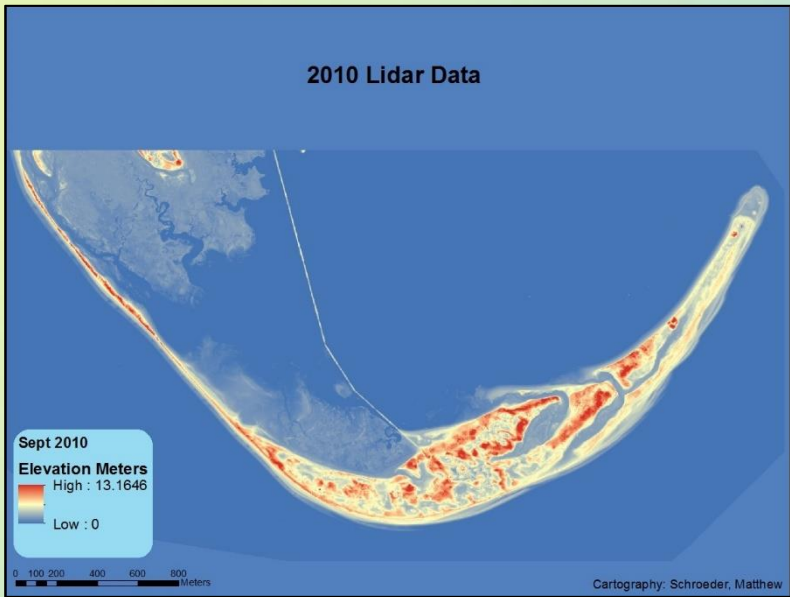 2010 Lidar Data
Sept 2010
Elevation Meters
High : 13.1646
Low : 0
0 100 200 400 600 800
Meters
Cartography: Schroeder, Matthew